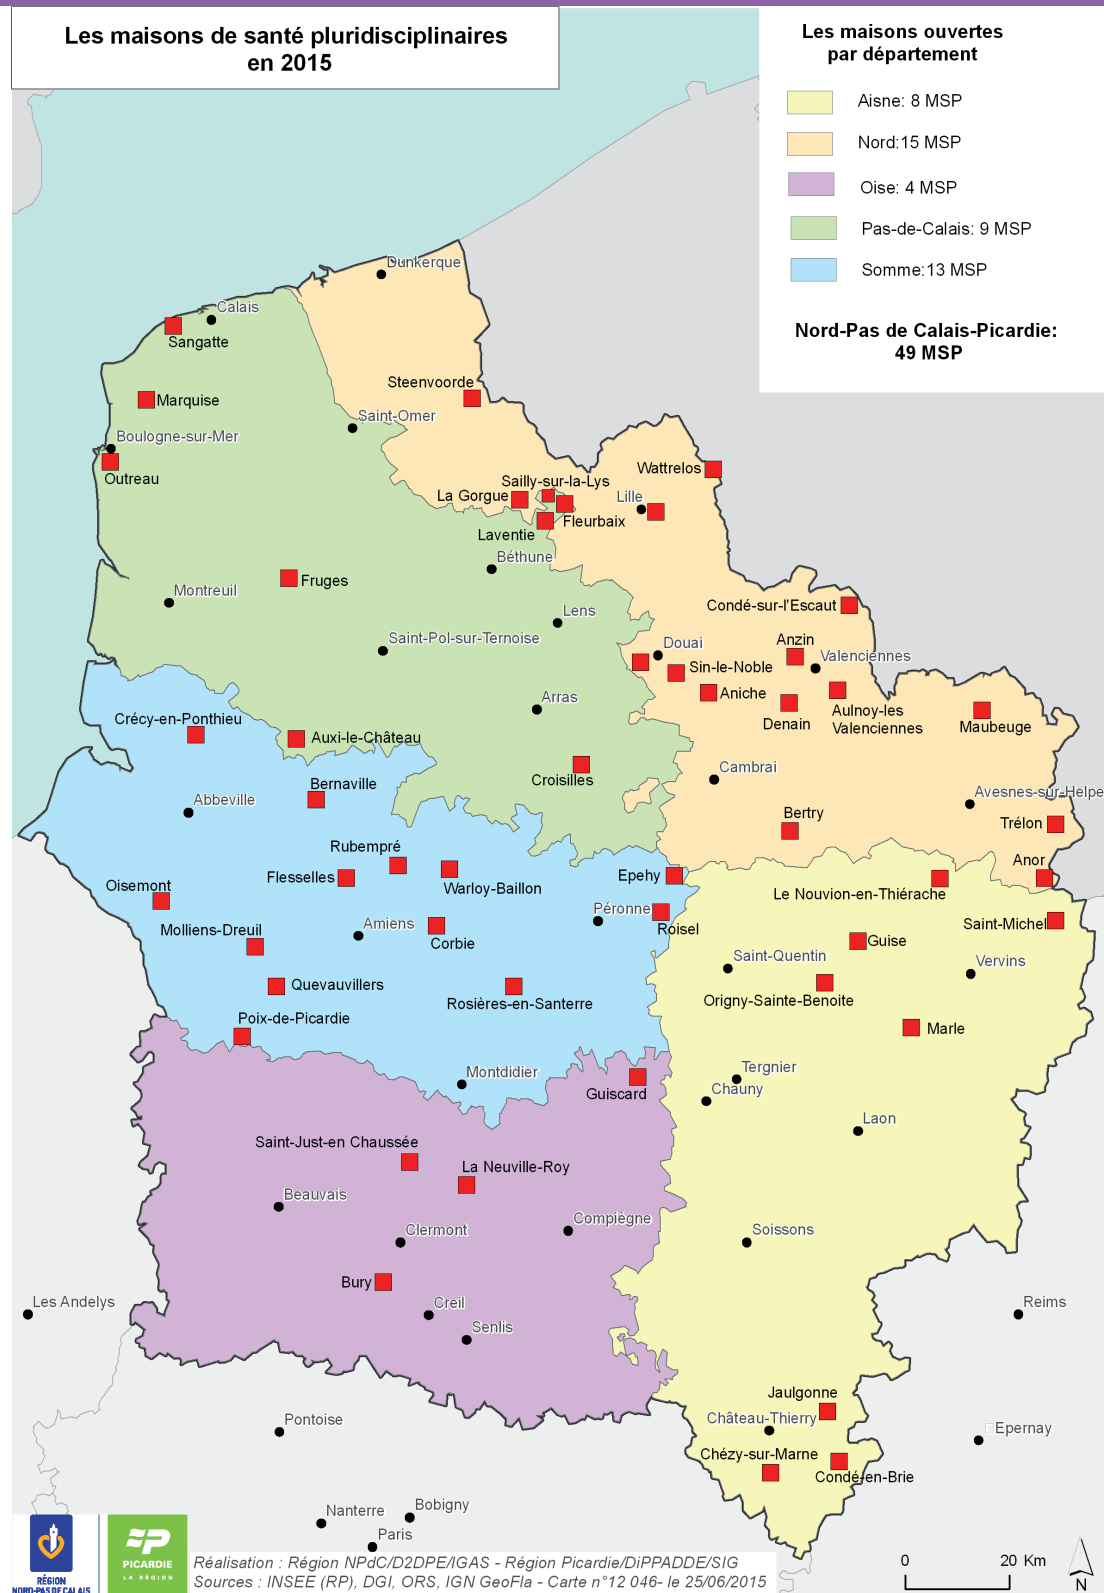 Les maisons de santé pluridisciplinaires
en 2015
Les maisons ouvertes
par département
Aisne: 8 MSP
Nord:15 MSP
Oise: 4 MSP
Pas-de-Calais: 9 MSP
Somme:13 MSP
Nord-Pas de Calais-Picardie:
49 MSP
Dunkerque
Calais
Sangatte
Steenvoorde
Marquise
Saint-Omer
Boulogne-sur-Mer
Outreau
Wattrelos
Sailly-sur-la-Lys
La Gorgue
Lille
Fleurbaix
Laventie
Béthune
Fruges
Montreuil
Condé-sur-l'Escaut
Lens
Saint-Pol-sur-Ternoise
Douai
Anzin
Valenciennes
Sin-le-Noble
Aniche
Arras
Denain
Aulnoy-les
Valenciennes
Maubeuge
Crécy-en-Ponthieu
Auxi-le-Château
Croisilles
Cambrai
Bernaville
Abbeville
Avesnes-sur-Helpe
Bertry
Trélon
Rubempré
Anor
Flesselles
Warloy-Baillon
Epehy
Le Nouvion-en-Thiérache
Oisemont
Péronne
Roisel
Saint-Michel
Molliens-Dreuil
Amiens
Corbie
Guise
Saint-Quentin
Vervins
Quevauvillers
Rosières-en-Santerre
Origny-Sainte-Benoite
Poix-de-Picardie
Marle
Montdidier
Tergnier
Guiscard
Chauny
Laon
Saint-Just-en Chaussée
La Neuville-Roy
Beauvais
Compiègne
Clermont
Soissons
Bury
Creil
Les Andelys
Reims
Senlis
Jaulgonne
Pontoise
Château-Thierry
Epernay
Chézy-sur-Marne
Condé-en-Brie
Bobigny
Nanterre
Paris
RÉGION
NORD-PAS DE CALAIS
PICARDIE
LA RÉGION
Réalisation : Région NPdC/D2DPE/IGAS - Région Picardie/DiPPADDE/SIG
Sources : INSEE (RP), DGI, ORS, IGN GeoFla - Carte n°12 046- le 25/06/2015
0 20 Km
N